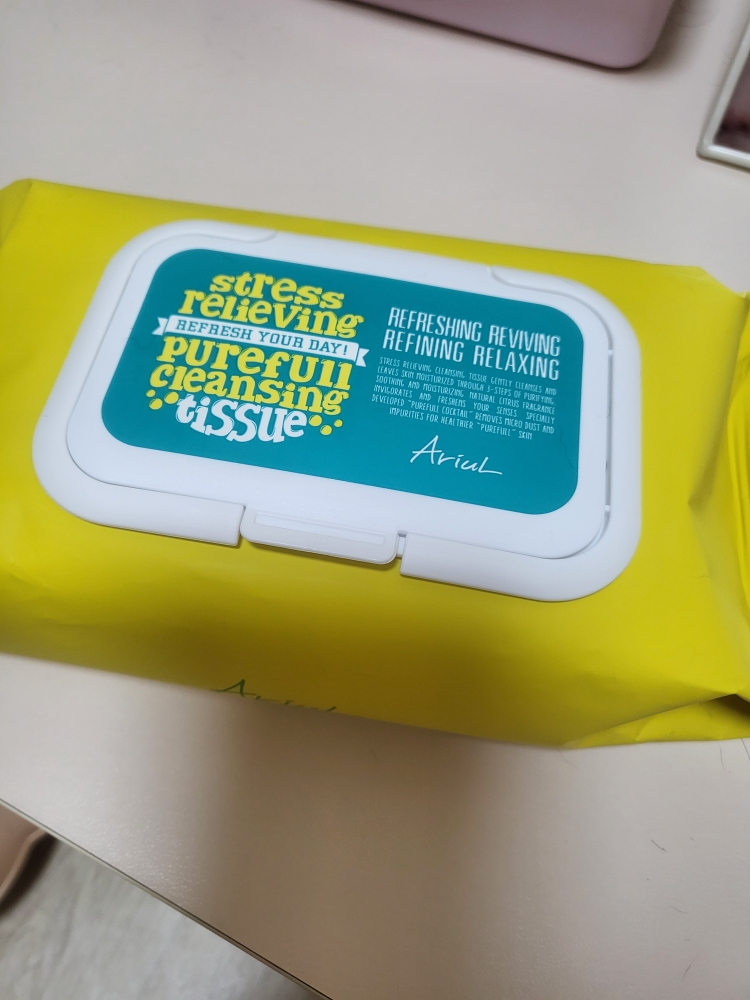 stress
relieving
REFRESH YOUR DAY!
purefull
cleansing
tissue
REFRESHING REVIVING
REFINING RELAXING
STRESS RELIEVING CLEANSING TISSUE GENTLY CLEANSES AND
LEAVES SKIN MOISTURIZED THROUGH 3-STEPS OF PURIFYING,
SOOTHING AND MOISTURIZING. NATURAL CITRUS FRAGRANCE
INVIGORATES AND FRESHENS YOUR SENSES. SPECIALLY
DEVELOPED "PUREFUL COCKTAIL" REMOVES MICRO DUST AND
IMPURITIES FOR HEALTHIER "PUREFULL" SKIN
Ariul
Ariul